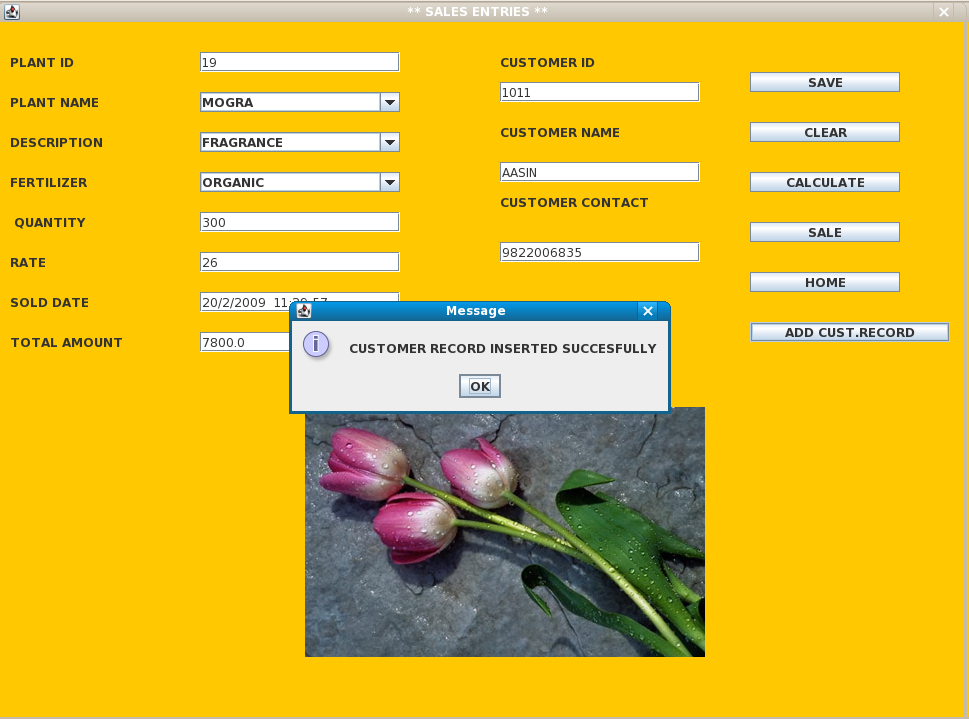 ** SALES ENTRIES **
PLANT ID 19
PLANT NAME MOGRA
DESCRIPTION FRAGRANCE
FERTILIZER ORGANIC
QUANTITY 300
RATE 26
SOLD DATE 20/2/2009 11:29:57
TOTAL AMOUNT 7800.0
CUSTOMER ID
1011
CUSTOMER NAME
AASIN
CUSTOMER CONTACT
9822006835
SAVE
CLEAR
CALCULATE
SALE
HOME
ADD CUST.RECORD
Message
CUSTOMER RECORD INSERTED SUCCESFULLY
OK